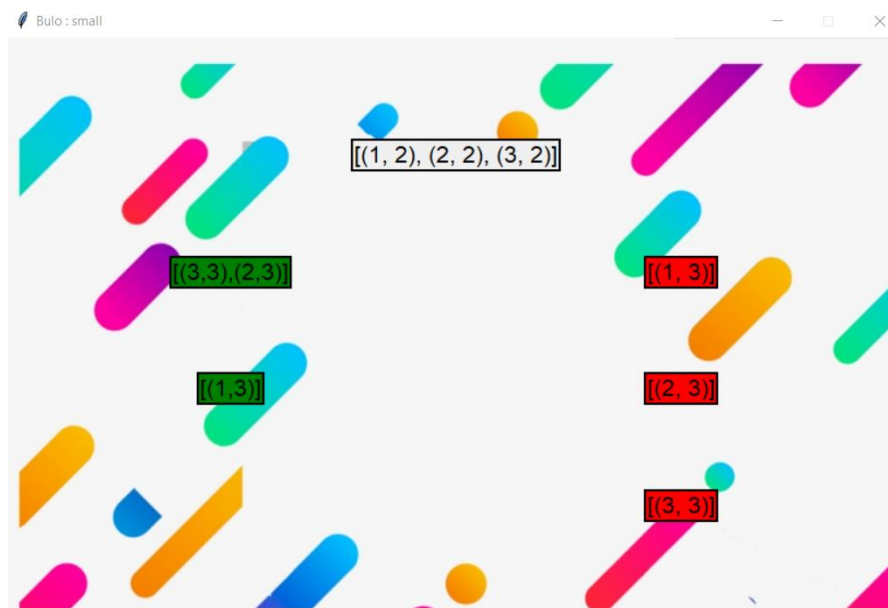 Bulo : small
[(1, 2), (2, 2), (3, 2)]
[(3,3),(2,3)]
[(1, 3)]
[(1,3)]
[(2, 3)]
[(3, 3)]